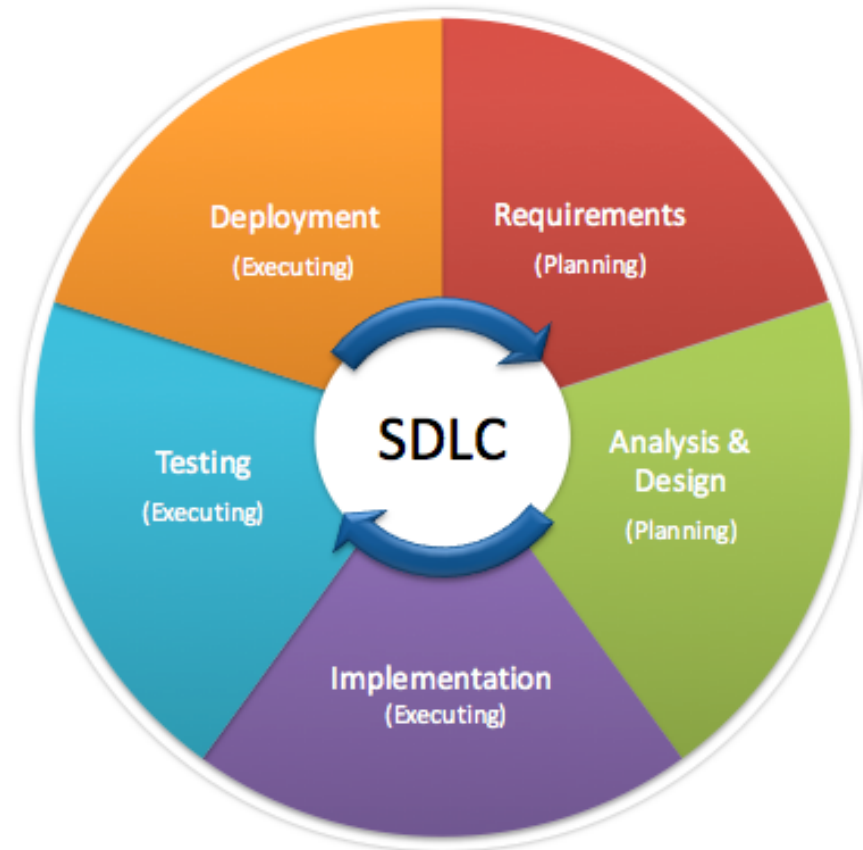 Deployment
(Executing)
Requirements
(Planning)
SDLC
Analysis &
Design
(Planning)
Testing
(Executing)
Implementation
(Executing)